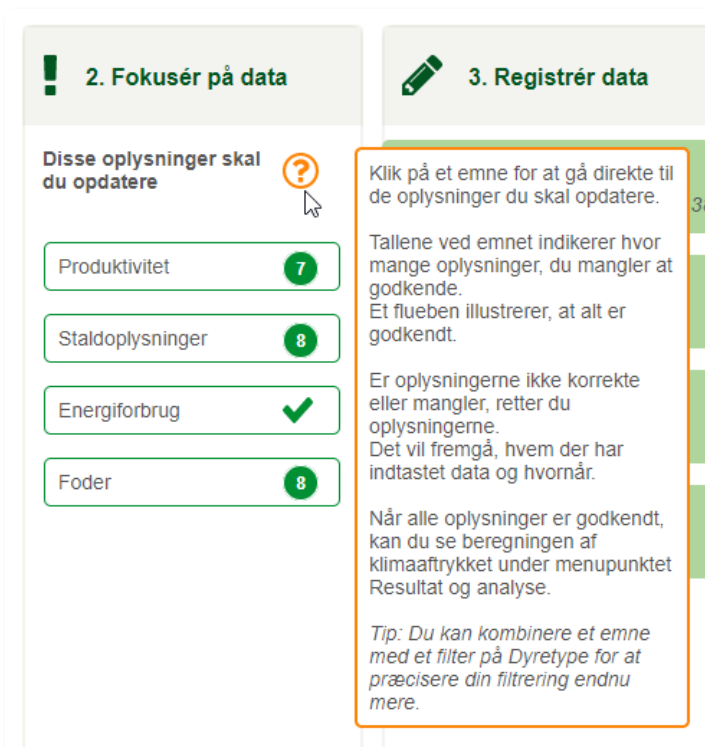 2. Fokusér på data
3. Registrér data
Disse oplysninger skal
du opdatere
Produktivitet
7
Staldoplysninger
8
Energiforbrug
Foder
8
Klik på et emne for at gå direkte til
de oplysninger du skal opdatere.
Tallene ved emnet indikerer hvor
mange oplysninger, du mangler at
godkende.
Et flueben illustrerer, at alt er
godkendt.
Er oplysningerne ikke korrekte
eller mangler, retter du
oplysningerne.
Det vil fremgå, hvem der har
indtastet data og hvornår.
Når alle oplysninger er godkendt,
kan du se beregningen af
klimaaftrykket under menupunktet
Resultat og analyse.
Tip: Du kan kombinere et emne
med et filter på Dyretype for at
præcisere din filtrering endnu
mere.